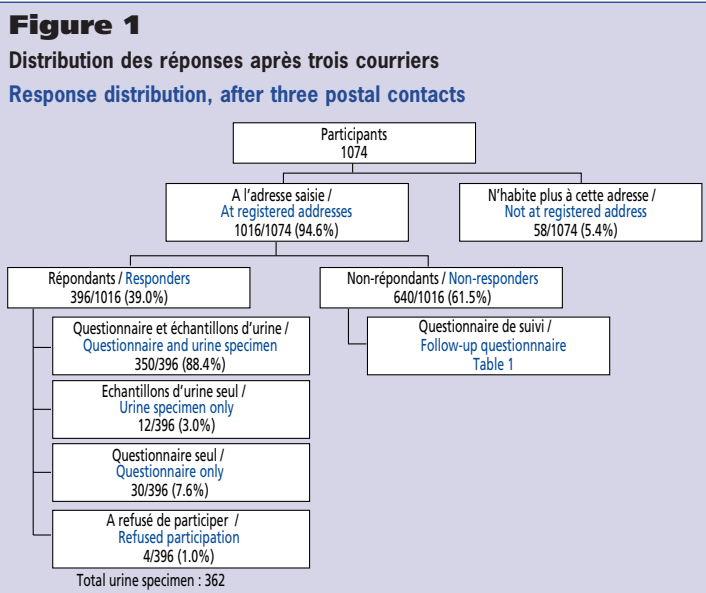 Figure 1
Distribution des réponses après trois courriers
Response distribution, after three postal contacts
Participants
1074
A l'adresse saisie /
At registered addresses
1016/1074 (94.6%)
N'habite plus à cette adresse /
Not at registered address
58/1074 (5.4%)
Répondants / Responders
396/1016 (39.0%)
Non-répondants / Non-responders
640/1016 (61.5%)
Questionnaire et échantillons d'urine /
Questionnaire and urine specimen
350/396 (88.4%)
Questionnaire de suivi /
Follow-up questionnnaire
Table 1
Echantillons d'urine seul /
Urine specimen only
12/396 (3.0%)
Questionnaire seul /
Questionnaire only
30/396 (7.6%)
A refusé de participer /
Refused participation
4/396 (1.0%)
Total urine specimen : 362